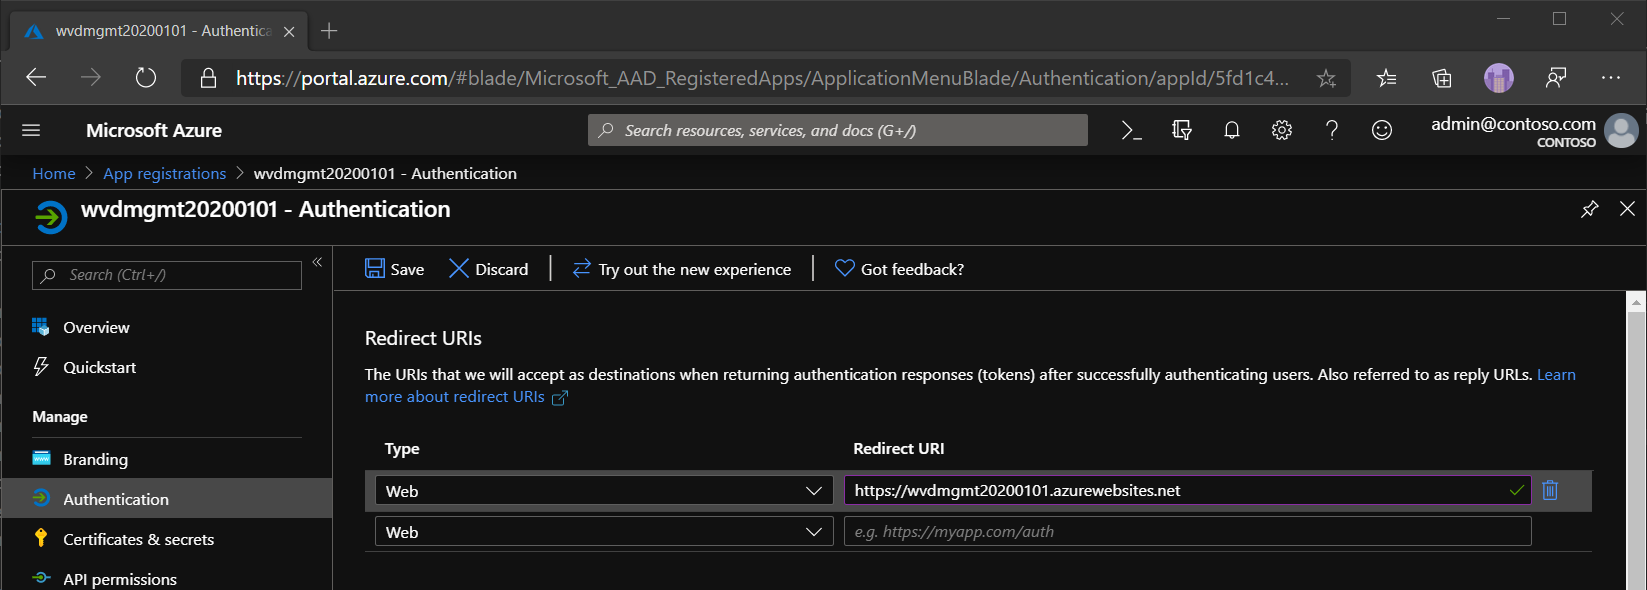 wvdmgmt20200101 - Authentica
https://portal.azure.com/#blade/Microsoft_AAD_RegisteredApps/ApplicationMenuBlade/Authentication/appId/5fd1c4...
Microsoft Azure
Search resources, services, and docs (G+/)
admin@contoso.com
CONTOSO
Home > App registrations > wvdmgmt20200101 - Authentication
wvdmgmt20200101 - Authentication
Search (Ctrl+/)
Overview
Quickstart
Manage
Branding
Authentication
Certificates & secrets
API permissions
Save
Discard
Try out the new experience
Got feedback?
Redirect URIs
The URIs that we will accept as destinations when returning authentication responses (tokens) after successfully authenticating users. Also referred to as reply URLs. Learn
more about redirect URIs
Type
Redirect URI
Web
https://wvdmgmt20200101.azurewebsites.net
Web
e.g. https://myapp.com/auth